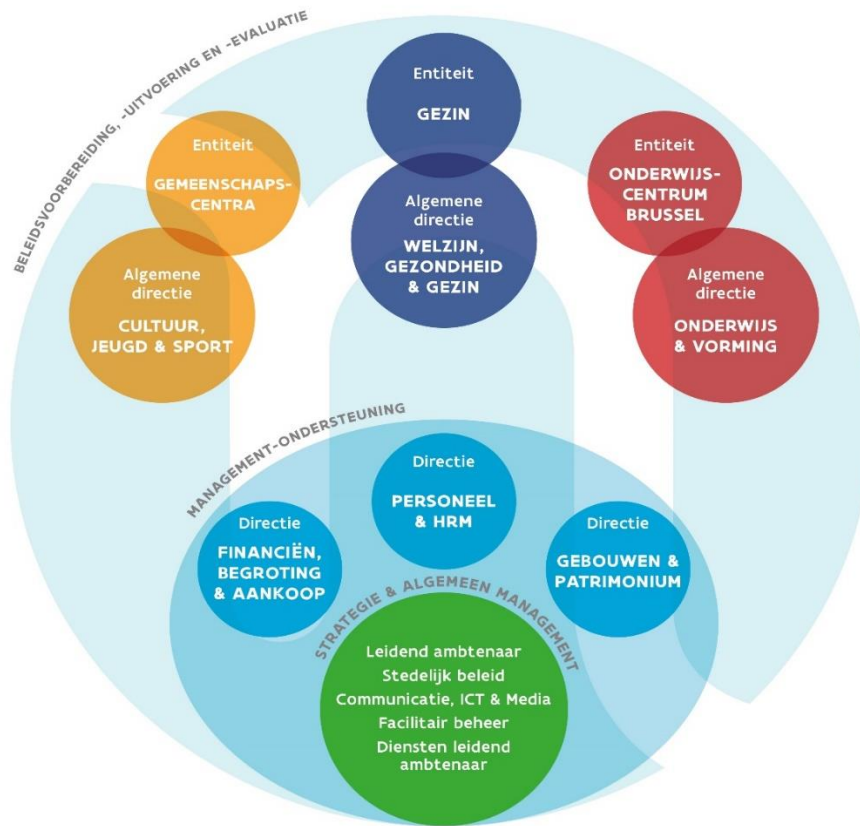 BELEIDSVOORBEREIDING, -UITVOERING EN -EVALUATIE
Entiteit
GEZIN
Entiteit
GEMEENSCHAPS-
CENTRA
Entiteit
ONDERWIJS-
CENTRUM
BRUSSEL
Algemene
directie
WELZIJN,
GEZONDHEID
& GEZIN
Algemene
directie
CULTUUR,
JEUGD & SPORT
Algemene
directie
ONDERWIJS
& VORMING
MANAGEMENT-ONDERSTEUNING
Directie
PERSONEEL
& HRM
Directie
FINANCIËN,
BEGROTING
& AANKOOP
Directie
GEBOUWEN &
PATRIMONIUM
STRATEGIE & ALGEMEEN MANAGEMENT
Leidend ambtenaar
Stedelijk beleid
Communicatie, ICT & Media
Facilitair beheer
Diensten leidend
ambtenaar